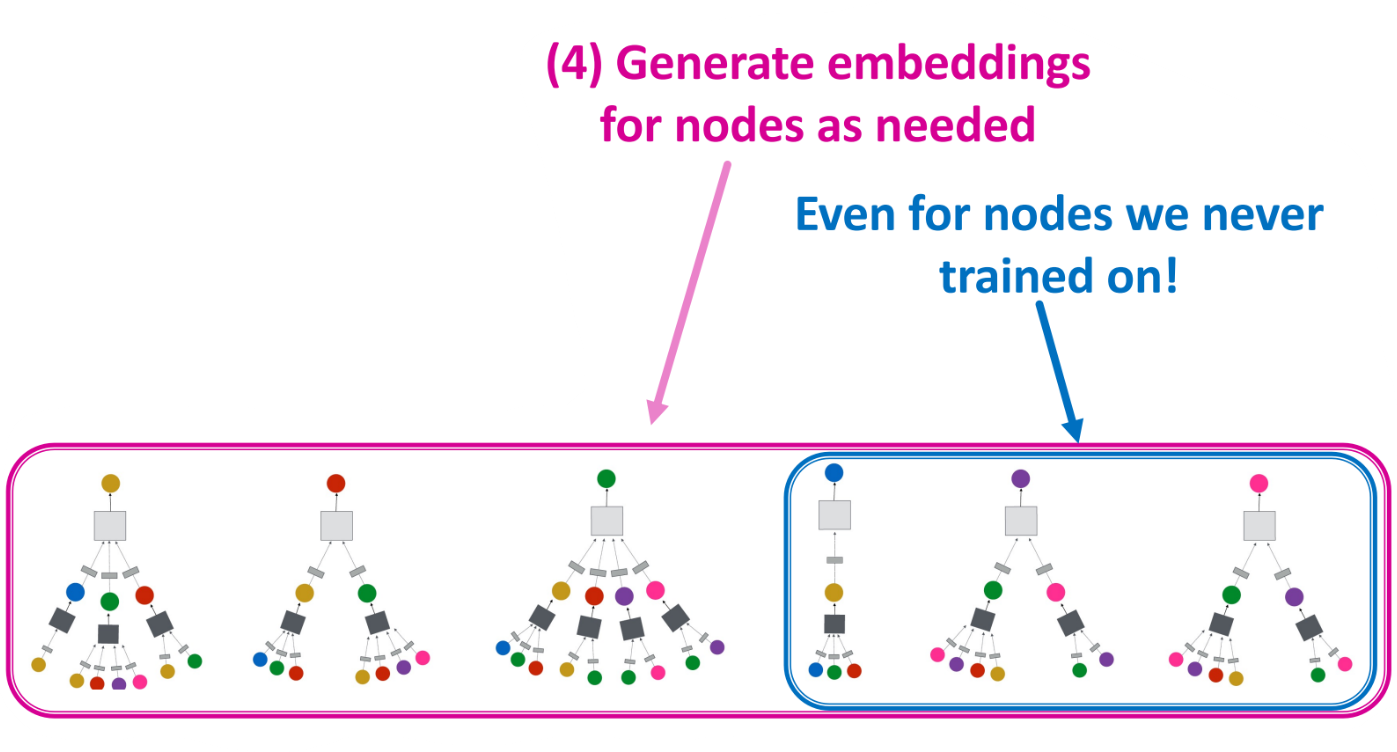 (4) Generate embeddings
for nodes as needed
Even for nodes we never
trained on!